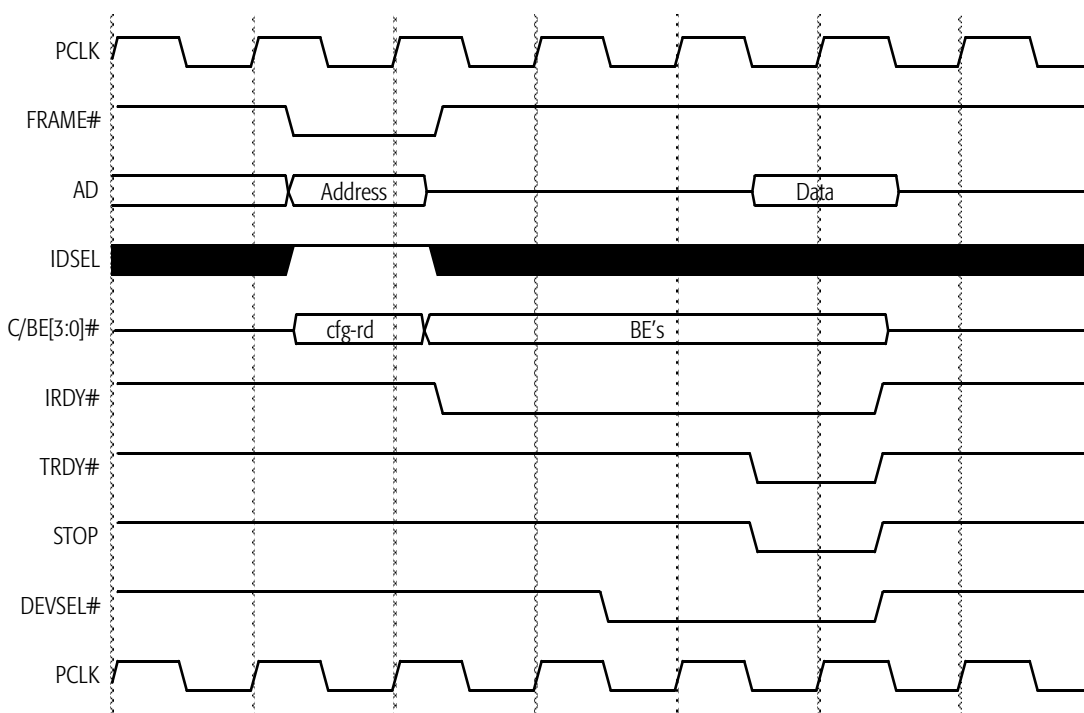 PCLK
FRAME#
AD Address Data
IDSEL
C/BE[3:0]# cfg-rd BE's
IRDY#
TRDY#
STOP
DEVSEL#
PCLK